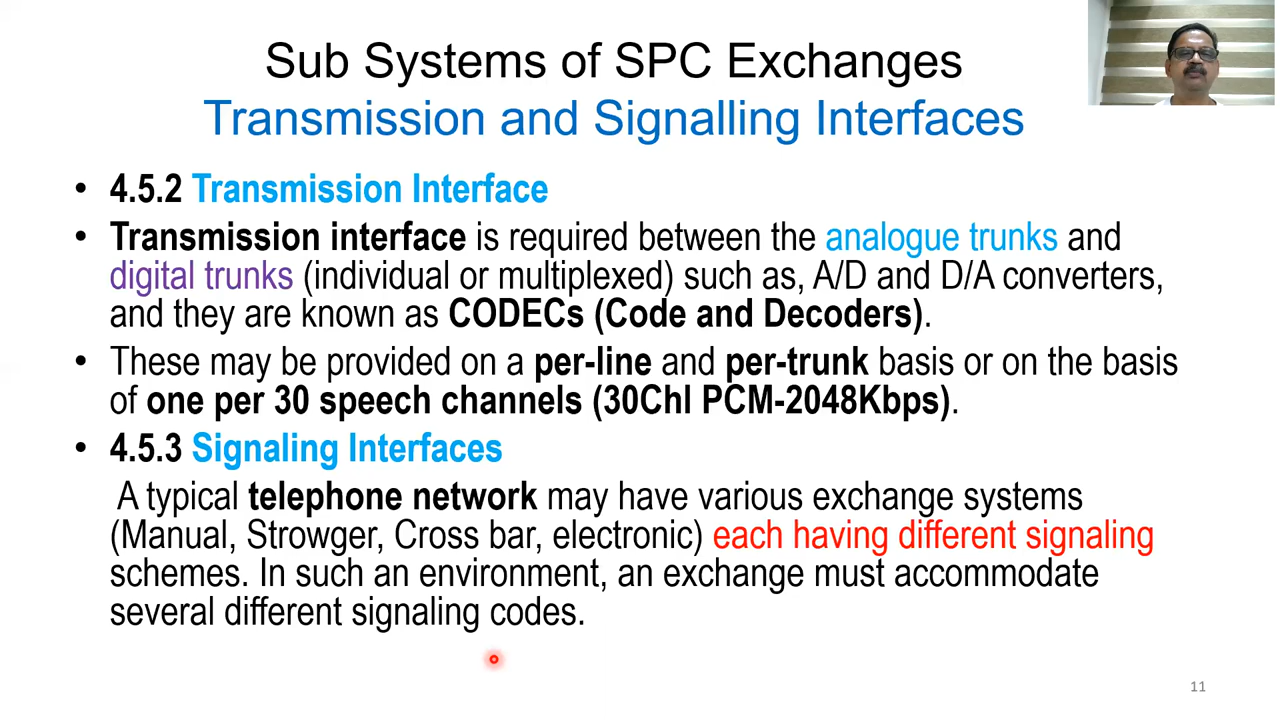 Sub Systems of SPC Exchanges
Transmission and Signalling Interfaces
• 4.5.2 Transmission Interface
• Transmission interface is required between the analogue trunks and
digital trunks (individual or multiplexed) such as, A/D and D/A converters,
and they are known as CODECs (Code and Decoders).
• These may be provided on a per-line and per-trunk basis or on the basis
of one per 30 speech channels (30Chl PCM-2048Kbps).
• 4.5.3 Signaling Interfaces
A typical telephone network may have various exchange systems
(Manual, Strowger, Cross bar, electronic) each having different signaling
schemes. In such an environment, an exchange must accommodate
several different signaling codes.
11